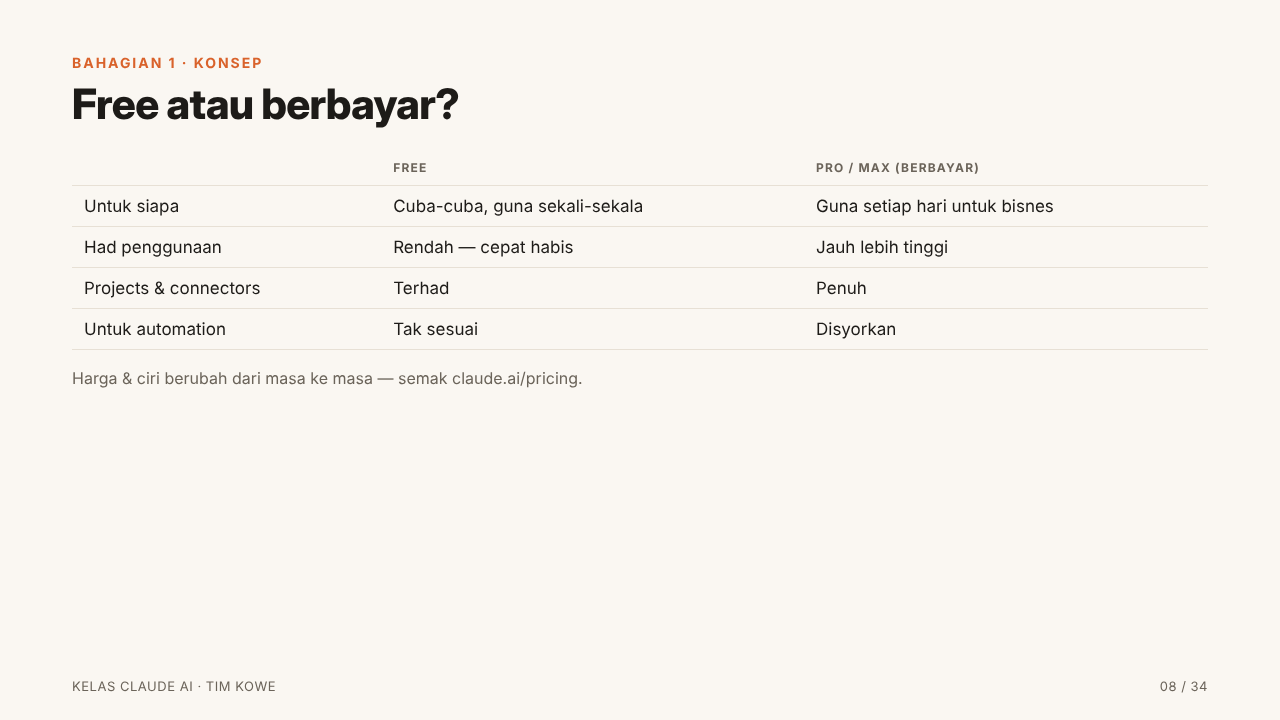 BAHAGIAN 1 · KONSEP
Free atau berbayar?
FREE PRO / MAX (BERBAYAR)
Untuk siapa Cuba-cuba, guna sekali-sekala Guna setiap hari untuk bisnes
Had penggunaan Rendah — cepat habis Jauh lebih tinggi
Projects & connectors Terhad Penuh
Untuk automation Tak sesuai Disyorkan
Harga & ciri berubah dari masa ke masa — semak claude.ai/pricing.
KELAS CLAUDE AI · TIM KOWE 08 / 34